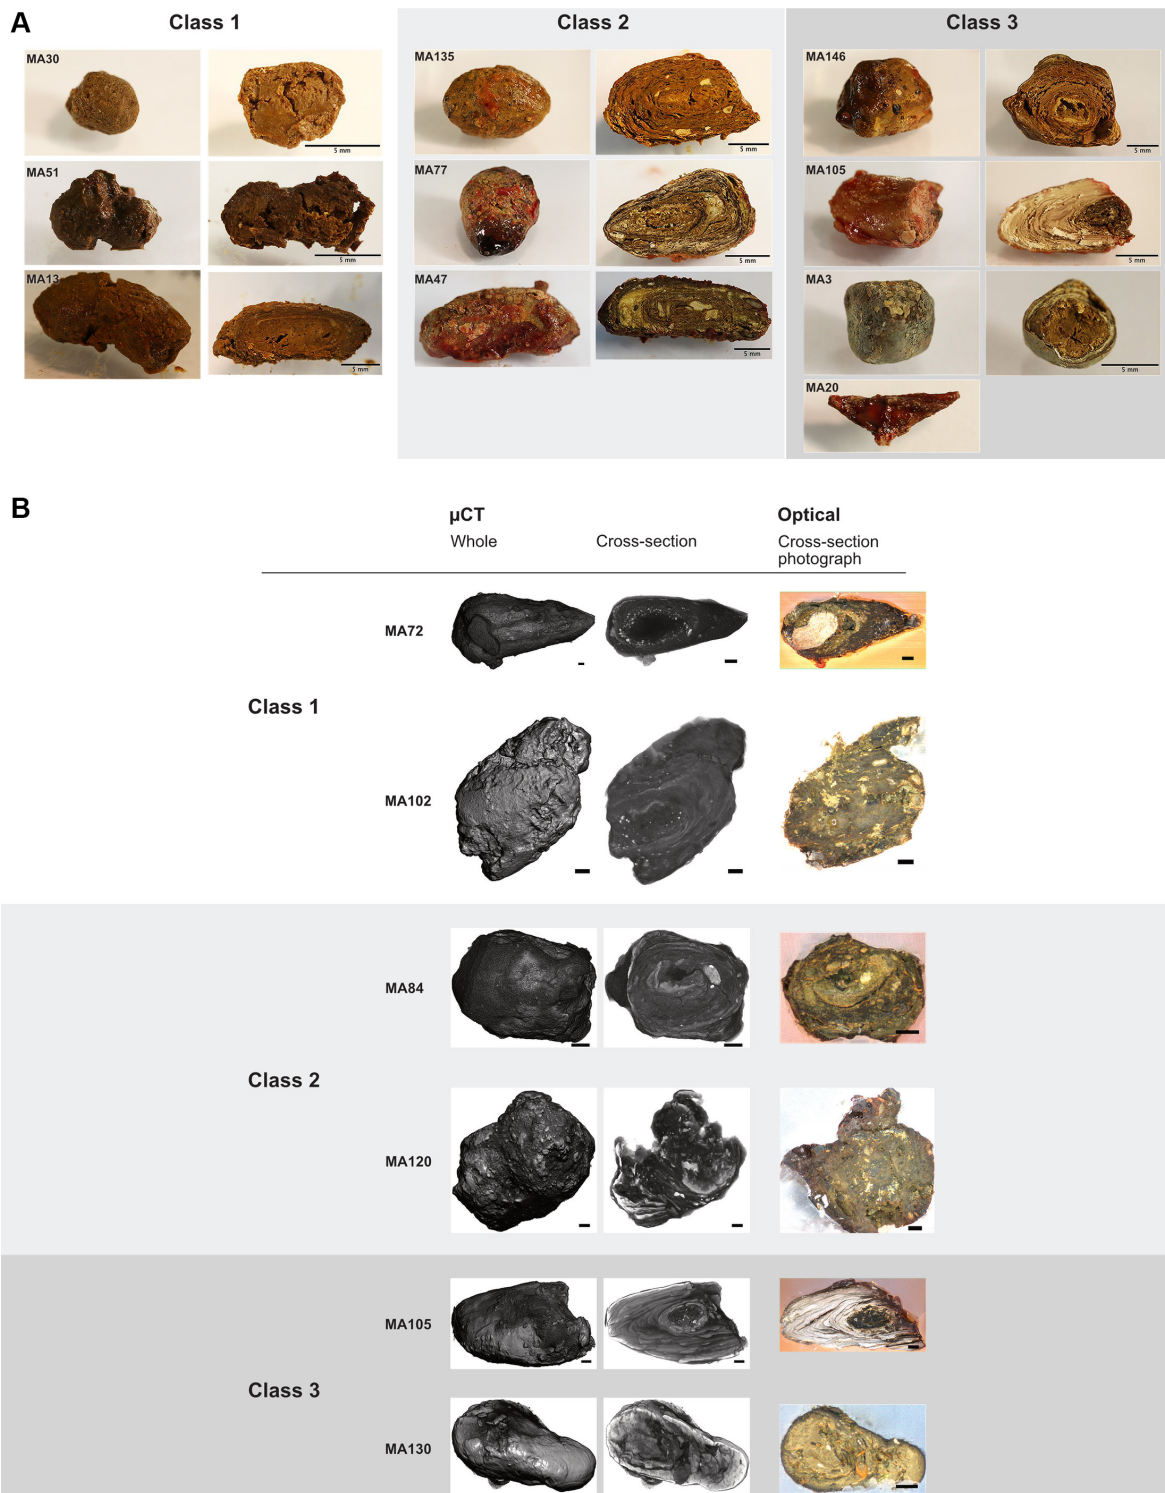 A
Class 1
Class 2
Class 3
MA30
5 mm
MA135
5 mm
MA146
5 mm
MA51
5 mm
MA77
5 mm
MA105
5 mm
MA13
5 mm
MA47
5 mm
MA3
5 mm
MA20
B
µCT
Optical
Whole
Cross-section
Cross-section
photograph
MA72
Class 1
MA102
MA84
Class 2
MA120
MA105
Class 3
MA130